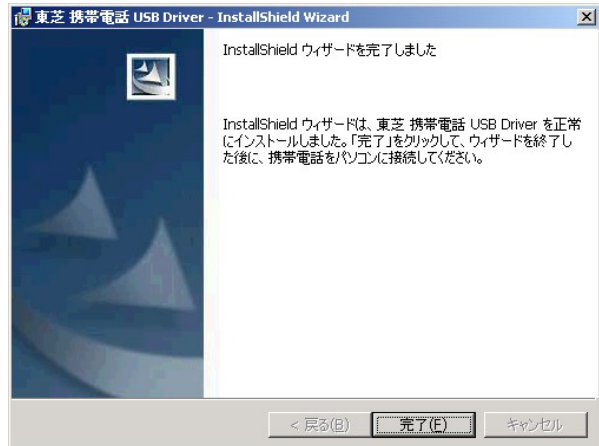 東芝 携帯電話 USB Driver - InstallShield Wizard
InstallShield ウィザードを完了しました
InstallShield ウィザードは、東芝 携帯電話 USB Driver を正常
にインストールしました。「完了」をクリックして、ウィザードを終了し
た後に、携帯電話をパソコンに接続してください。
< 戻る(B)
完了(F)
キャンセル